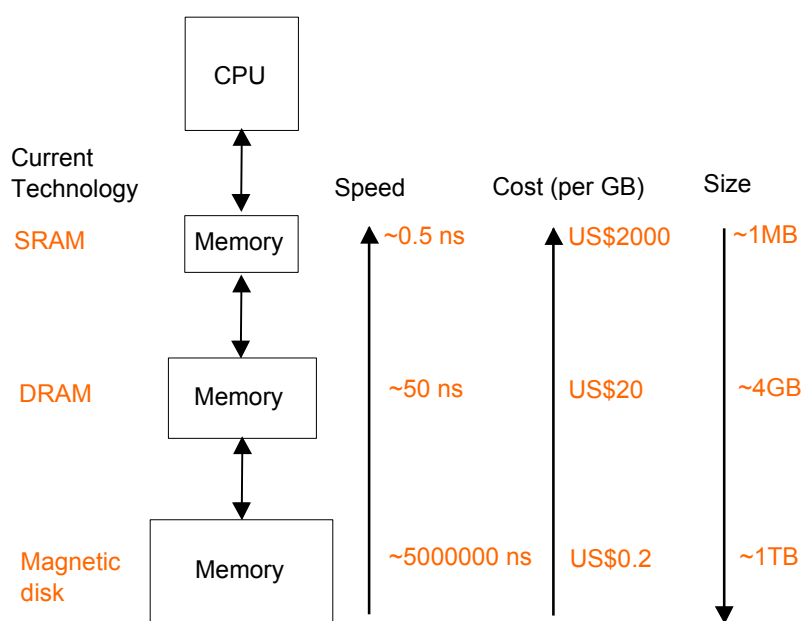 CPU
Current
Technology
Speed
Cost (per GB)
Size
SRAM
Memory
~0.5 ns
US$2000
~1MB
DRAM
Memory
~50 ns
US$20
~4GB
Magnetic
disk
Memory
~5000000 ns
US$0.2
~1TB